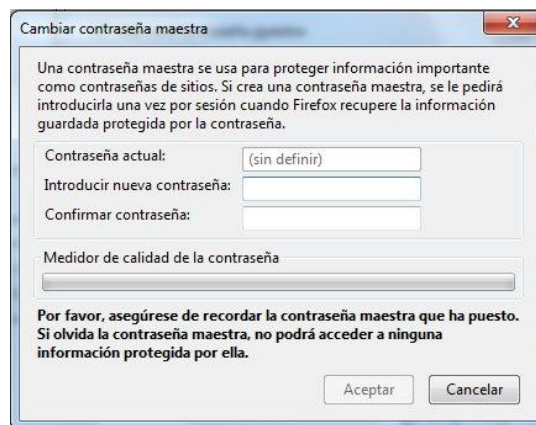 Cambiar contraseña maestra
Una contraseña maestra se usa para proteger información importante
como contraseñas de sitios. Si crea una contraseña maestra, se le pedirá
introducirla una vez por sesión cuando Firefox recupere la información
guardada protegida por la contraseña.
Contraseña actual:
(sin definir)
Introducir nueva contraseña:
Confirmar contraseña:
Medidor de calidad de la contraseña
Por favor, asegúrese de recordar la contraseña maestra que ha puesto.
Si olvida la contraseña maestra, no podrá acceder a ninguna
información protegida por ella.
Aceptar
Cancelar